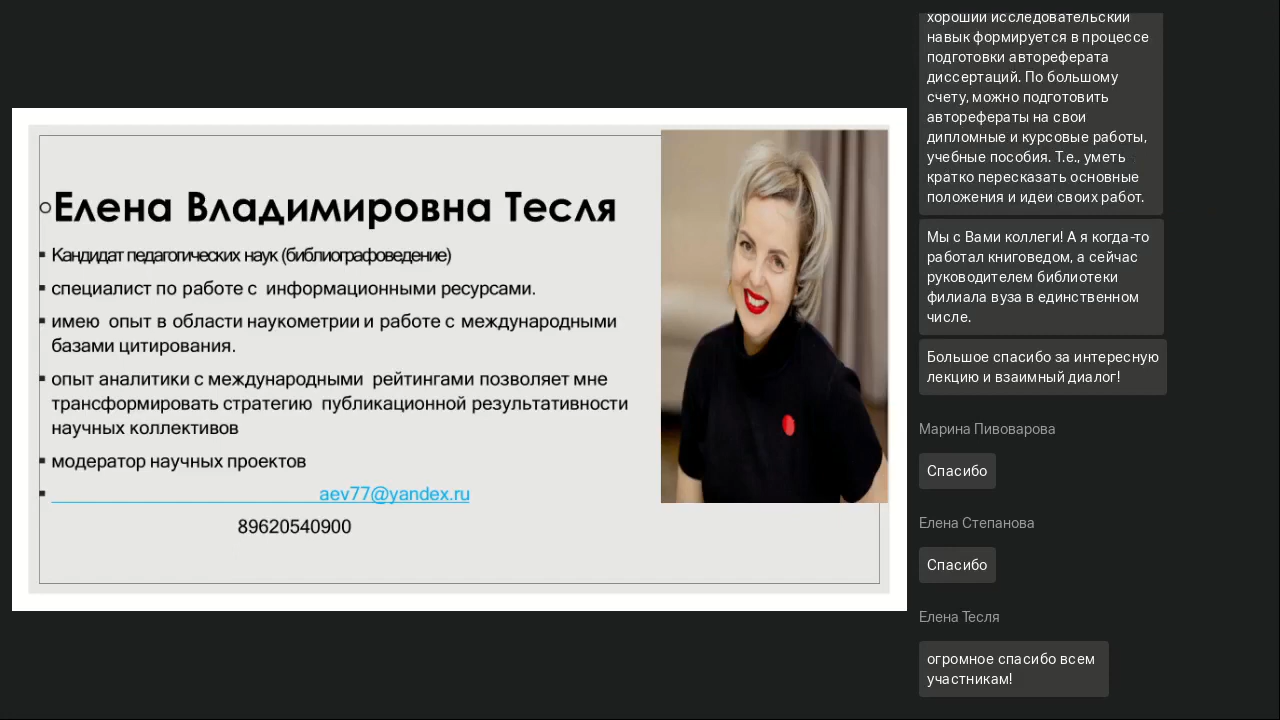 Елена Владимировна Тесля
Кандидат педагогических наук (библиографоведение)
специалист по работе с информационными ресурсами.
имею опыт в области наукометрии и работе с международными
базами цитирования.
опыт аналитики с международными рейтингами позволяет мне
трансформировать стратегию публикационной результативности
научных коллективов
модератор научных проектов
aev77@yandex.ru
89620540900
хороший исследовательский
навык формируется в процессе
подготовки автореферата
диссертаций. По большому
счету, можно подготовить
авторефераты на свои
дипломные и курсовые работы,
учебные пособия. Т.е., уметь
кратко пересказать основные
положения и идеи своих работ.
Мы с Вами коллеги! А я когда-то
работал книговедом, а сейчас
руководителем библиотеки
филиала вуза в единственном
числе.
Большое спасибо за интересную
лекцию и взаимный диалог!
Марина Пивоварова
Спасибо
Елена Степанова
Спасибо
Елена Тесля
огромное спасибо всем
участникам!